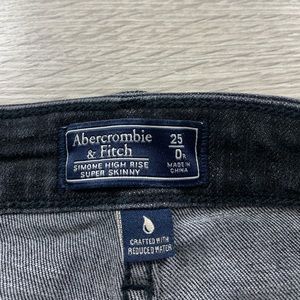 Abercrombie
& Fitch
SIMONE HIGH RISE
SUPER SKINNY
25
0R
MADE IN
CHINA
CRAFTED WITH
REDUCED WATER